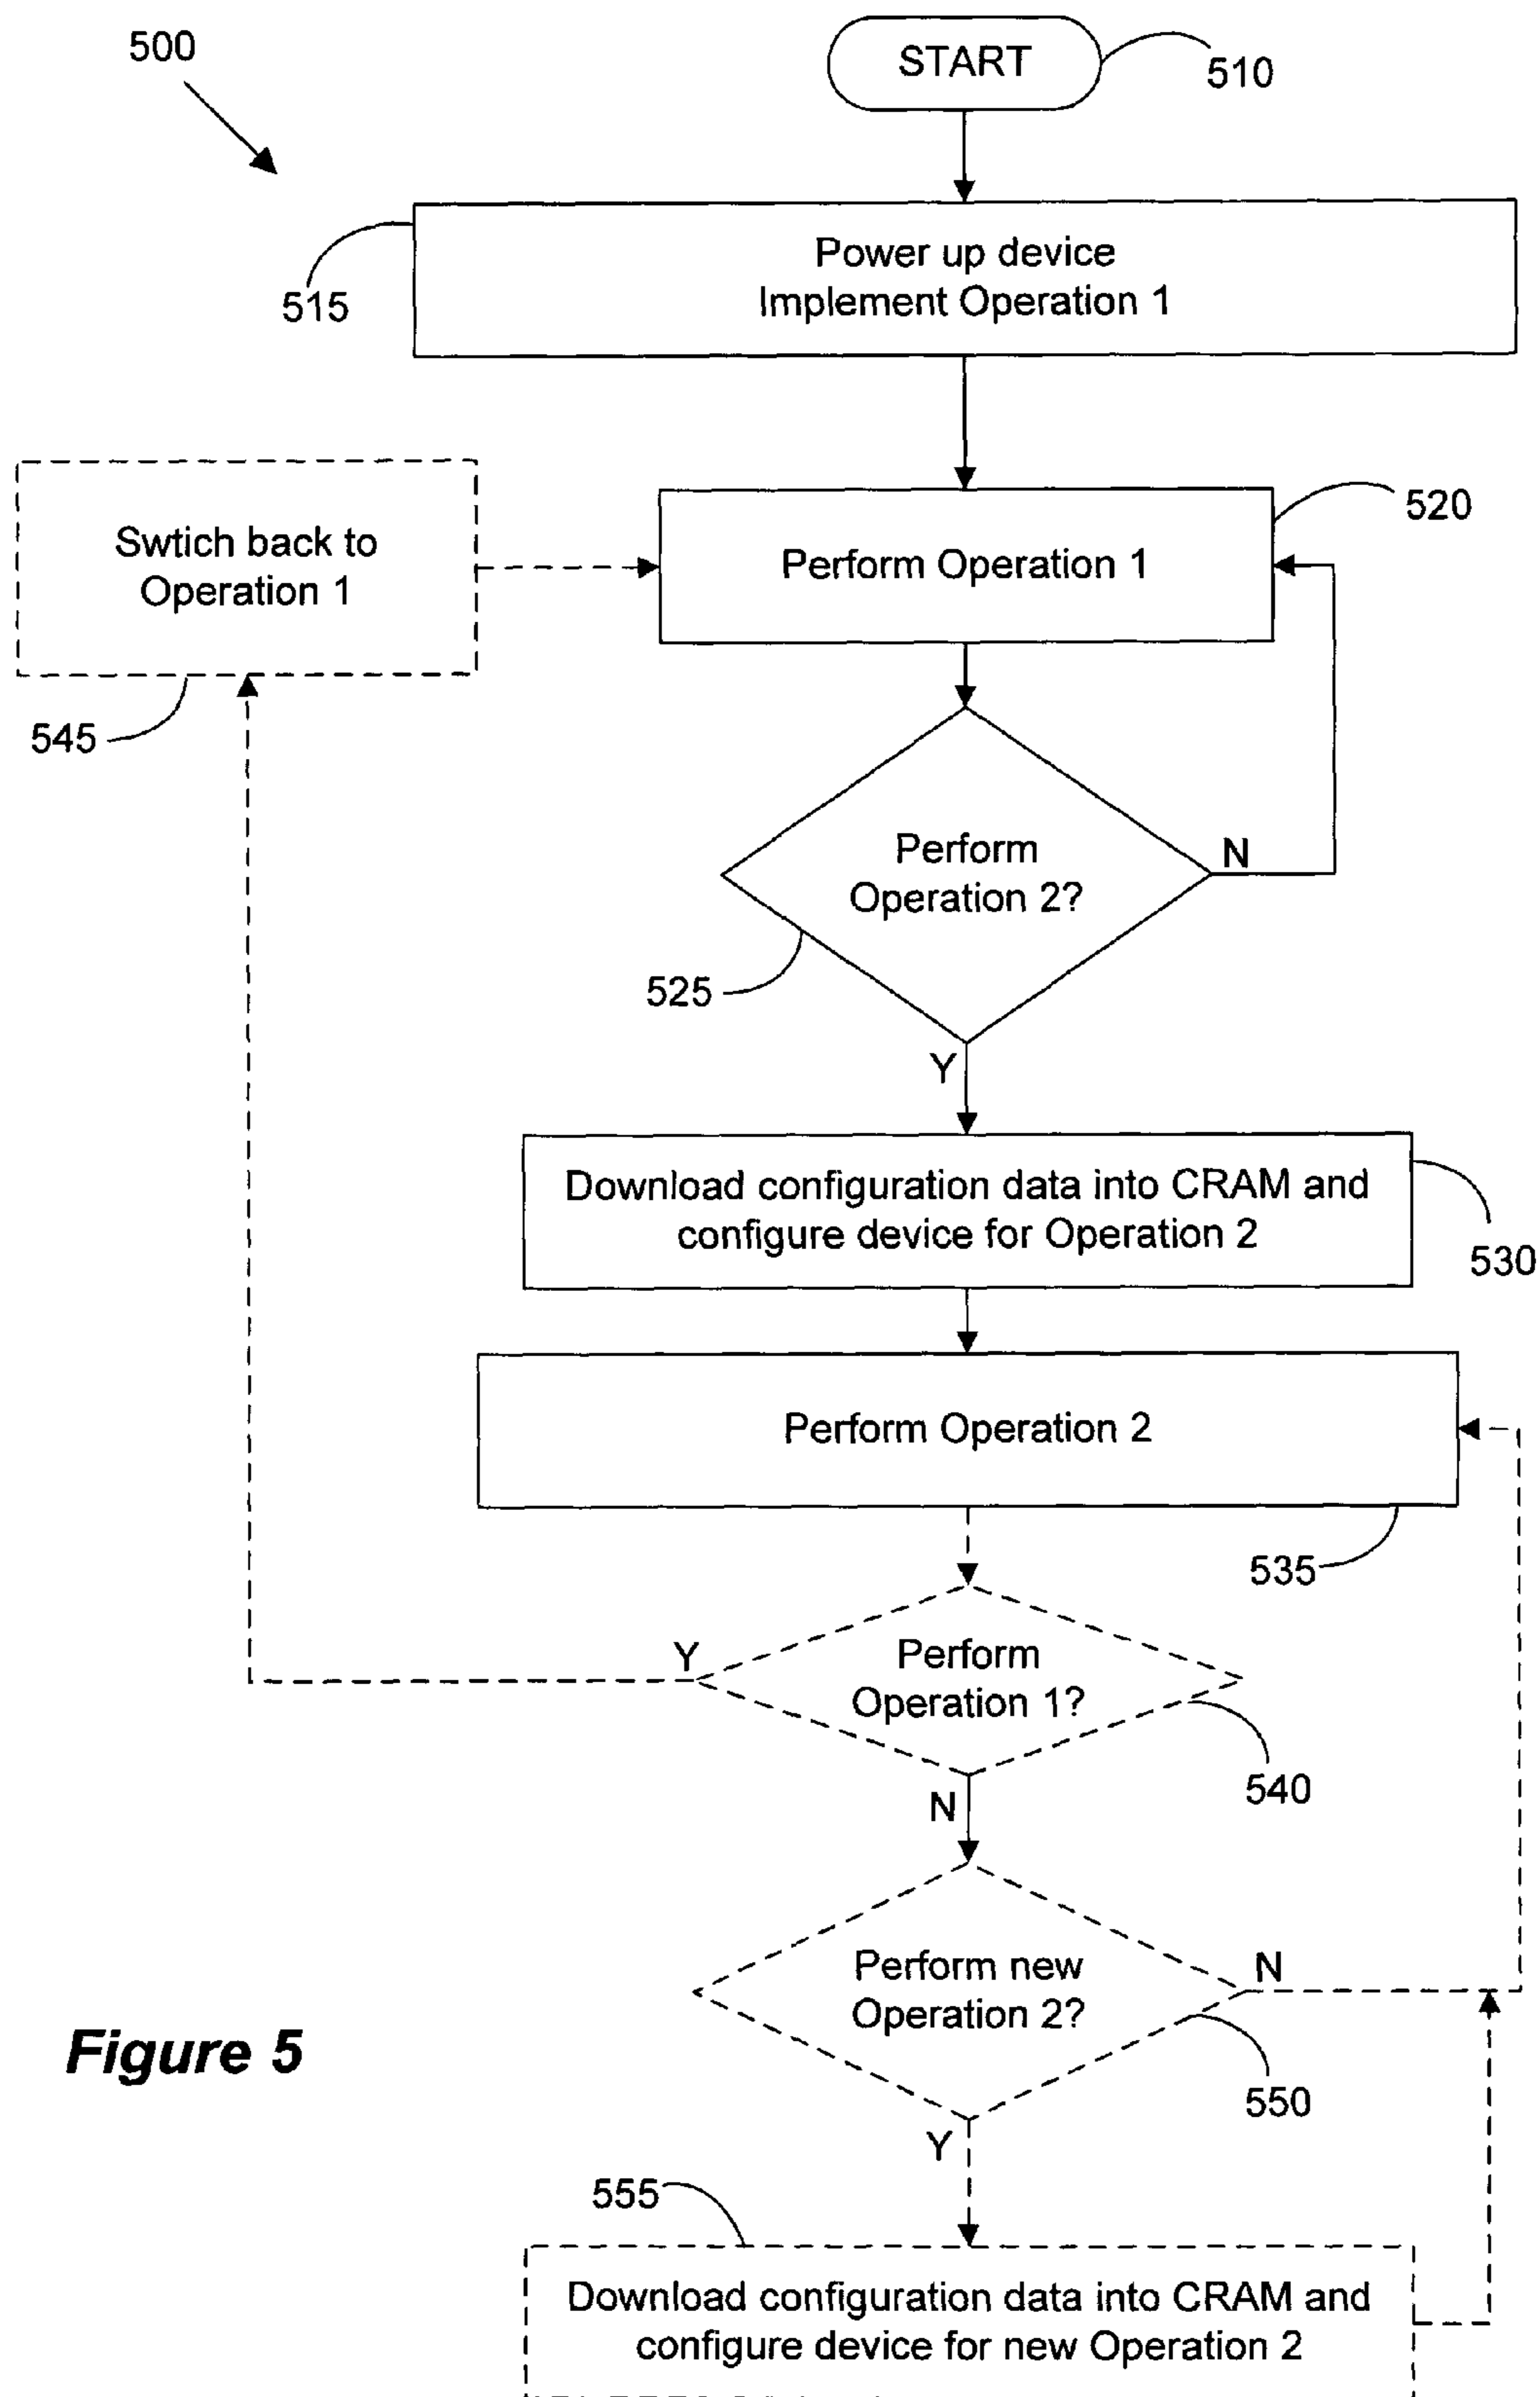 500
START
510
Power up device
Implement Operation 1
515
Swtich back to
Operation 1
545
Perform Operation 1
520
Perform
Operation 2?
N
525
Y
Download configuration data into CRAM and
configure device for Operation 2
530
Perform Operation 2
535
Y
Perform
Operation 1?
540
N
Perform new
Operation 2?
N
550
Y
Figure 5
555
Download configuration data into CRAM and
configure device for new Operation 2